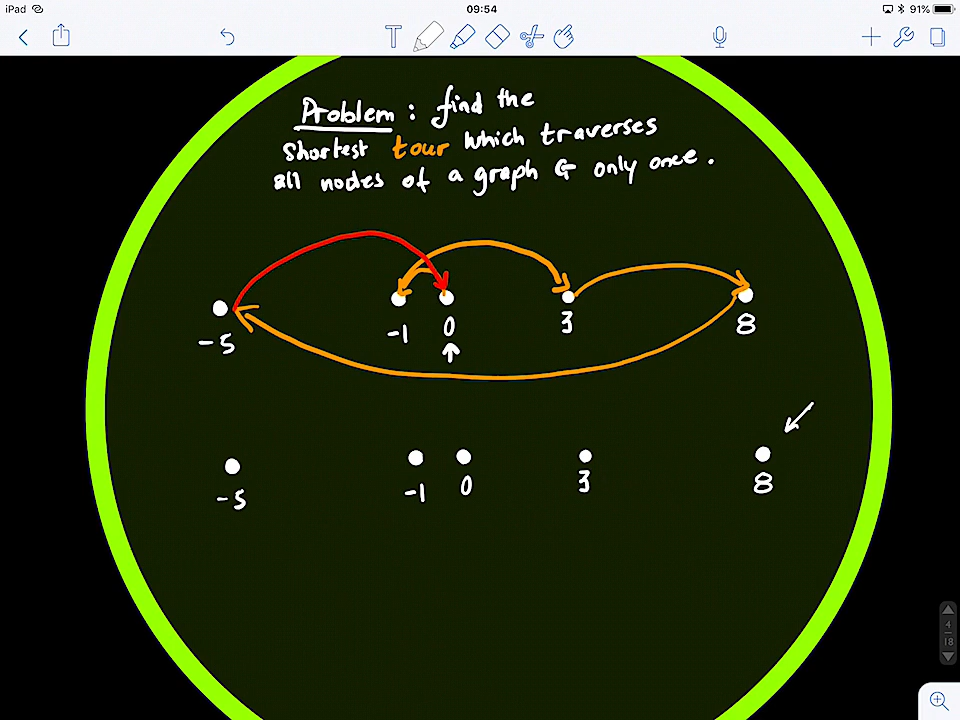 iPad 09:54 91%
T
Problem : find the
shortest tour which traverses
all nodes of a graph G only once.
-5 -1 0 3 8
-5 -1 0 3 8
4
18